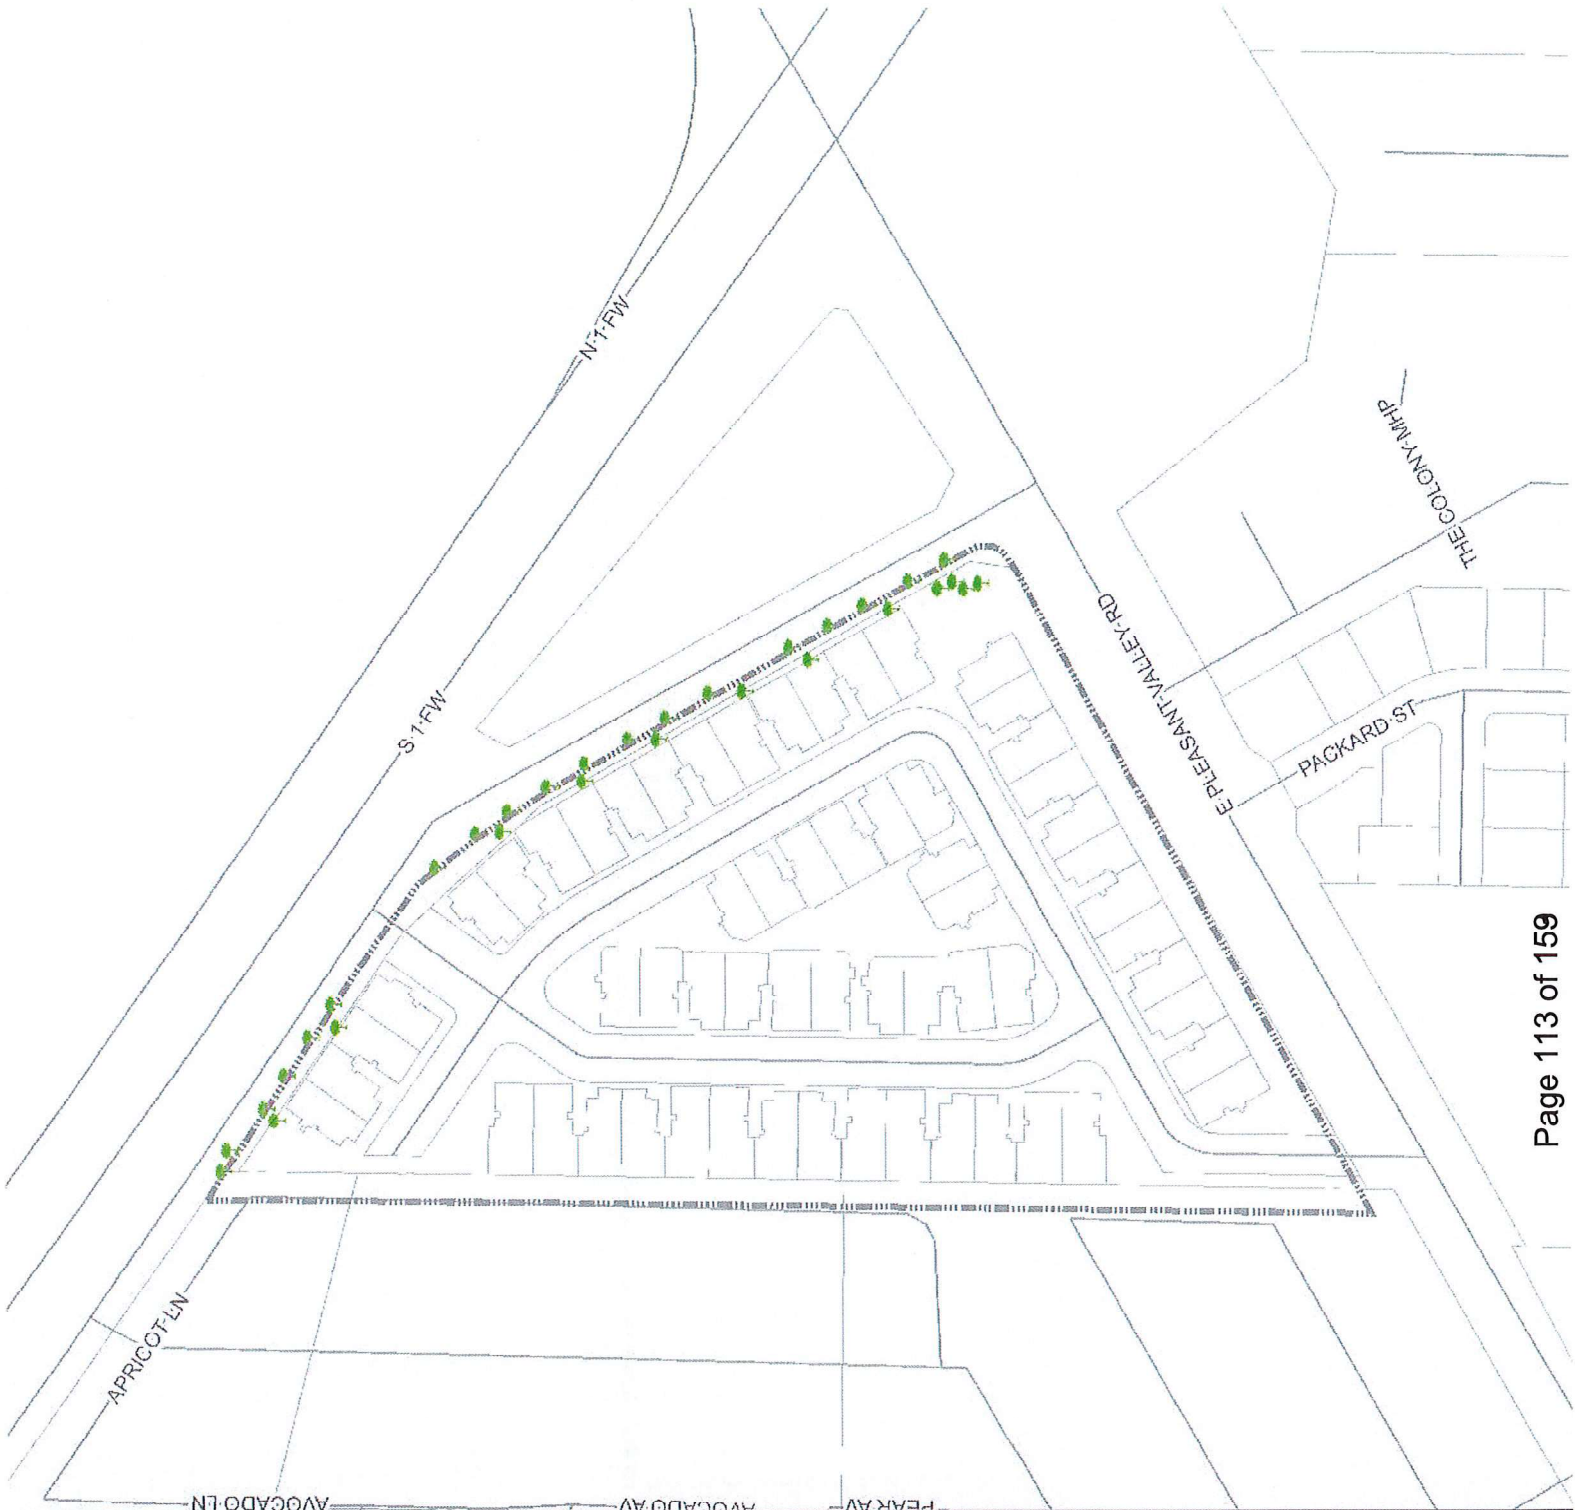 N 1 FW
S 1 FW
THE COLONY MHP
E PLEASANT VALLEY RD
PACKARD ST
Page 113 of 159
APRICOT LN
AVOCADO LN
AVOCADO AV
PEAR AV